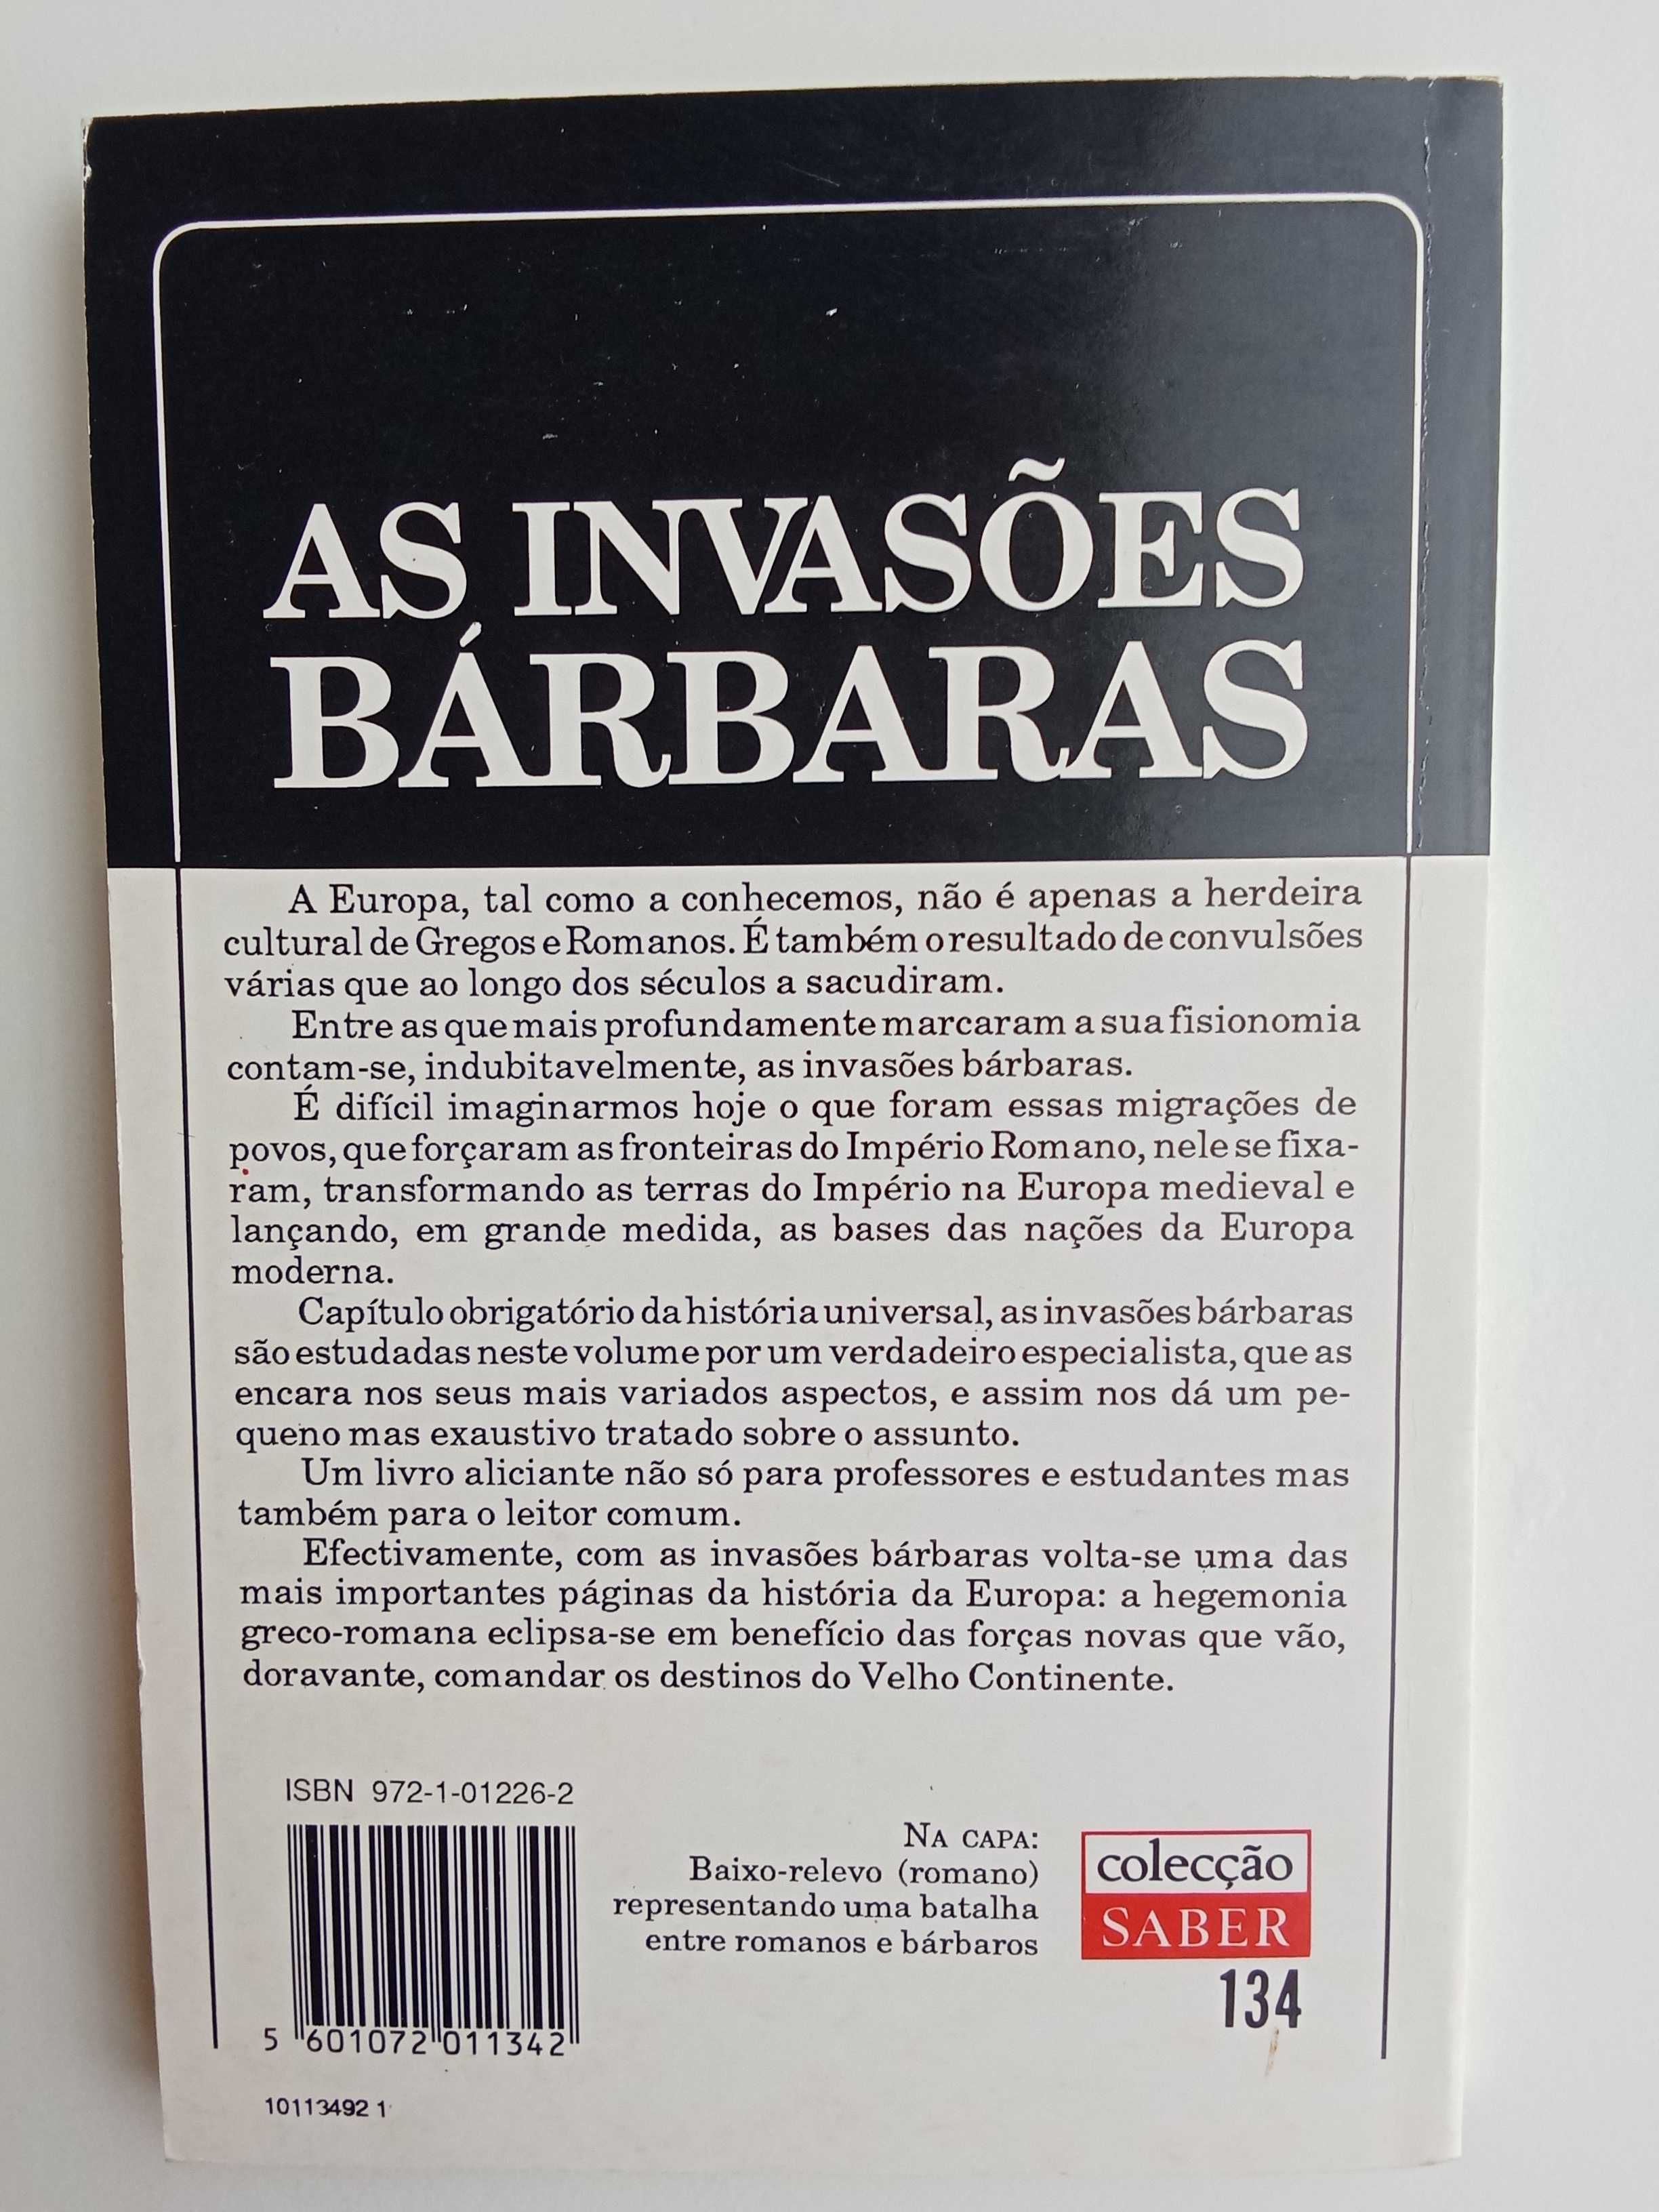 AS INVASÕES
BÁRBARAS
A Europa, tal como a conhecemos, não é apenas a herdeira
cultural de Gregos e Romanos. É também o resultado de convulsões
várias que ao longo dos séculos a sacudiram.
Entre as que mais profundamente marcaram a sua fisionomia
contam-se, indubitavelmente, as invasões bárbaras.
É difícil imaginarmos hoje o que foram essas migrações de
povos, que forçaram as fronteiras do Império Romano, nele se fixa-
ram, transformando as terras do Império na Europa medieval e
lançando, em grande medida, as bases das nações da Europa
moderna.
Capítulo obrigatório da história universal, as invasões bárbaras
são estudadas neste volume por um verdadeiro especialista, que as
encara nos seus mais variados aspectos, e assim nos dá um pe-
queno mas exaustivo tratado sobre o assunto.
Um livro aliciante não só para professores e estudantes mas
também para o leitor comum.
Efectivamente, com as invasões bárbaras volta-se uma das
mais importantes páginas da história da Europa: a hegemonia
greco-romana eclipsa-se em benefício das forças novas que vão,
doravante, comandar os destinos do Velho Continente.
ISBN 972-1-01226-2
5 601072 011342
10113492 1
NA CAPA:
Baixo-relevo (romano)
representando uma batalha
entre romanos e bárbaros
colecção
SABER
134